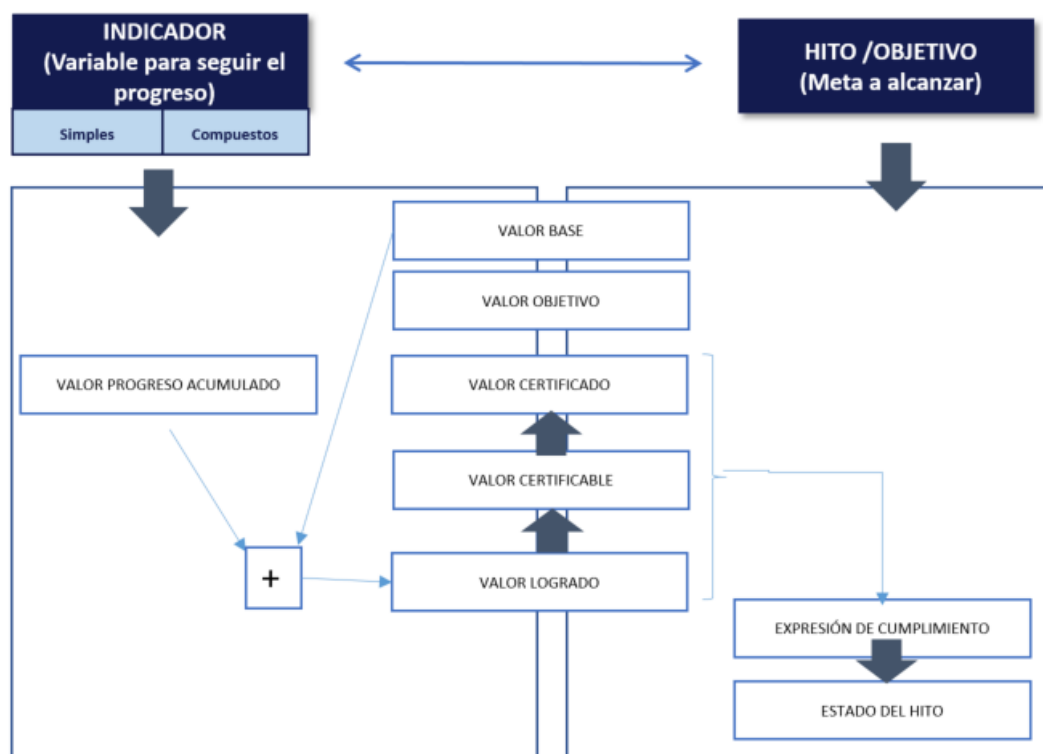 INDICADOR
(Variable para seguir el
progreso)
Simples
Compuestos
HITO /OBJETIVO
(Meta a alcanzar)
VALOR BASE
VALOR OBJETIVO
VALOR PROGRESO ACUMULADO
VALOR CERTIFICADO
VALOR CERTIFICABLE
+
VALOR LOGRADO
EXPRESIÓN DE CUMPLIMIENTO
ESTADO DEL HITO